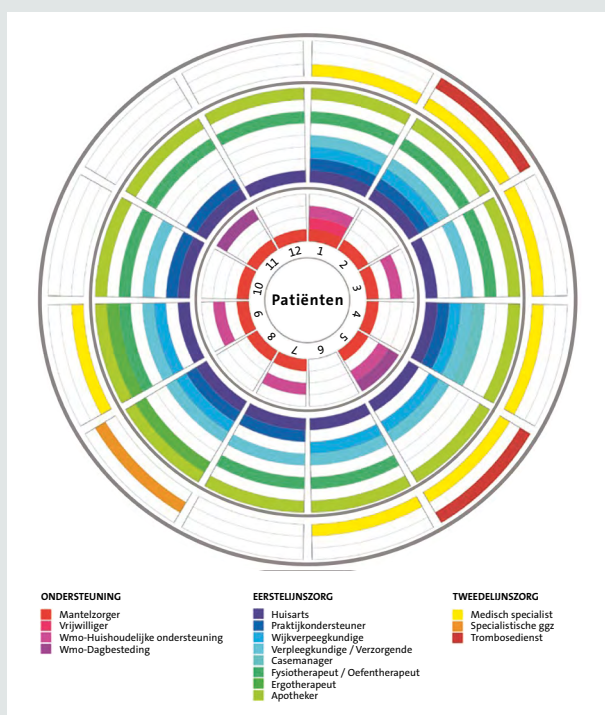 12
1
2
3
4
5
6
7
8
9
10
11
Patiënten
ONDERSTEUNING
Mantelzorger
Vrijwilliger
Wmo-Huishoudelijke ondersteuning
Wmo-Dagbesteding
EERSTELIJNSZORG
Huisarts
Praktijkondersteuner
Wijkverpeegkundige
Verpleegkundige / Verzorgende
Casemanager
Fysiotherapeut / Oefentherapeut
Ergotherapeut
Apotheker
TWEEDELIJNSZORG
Medisch specialist
Specialistische ggz
Trombosedienst